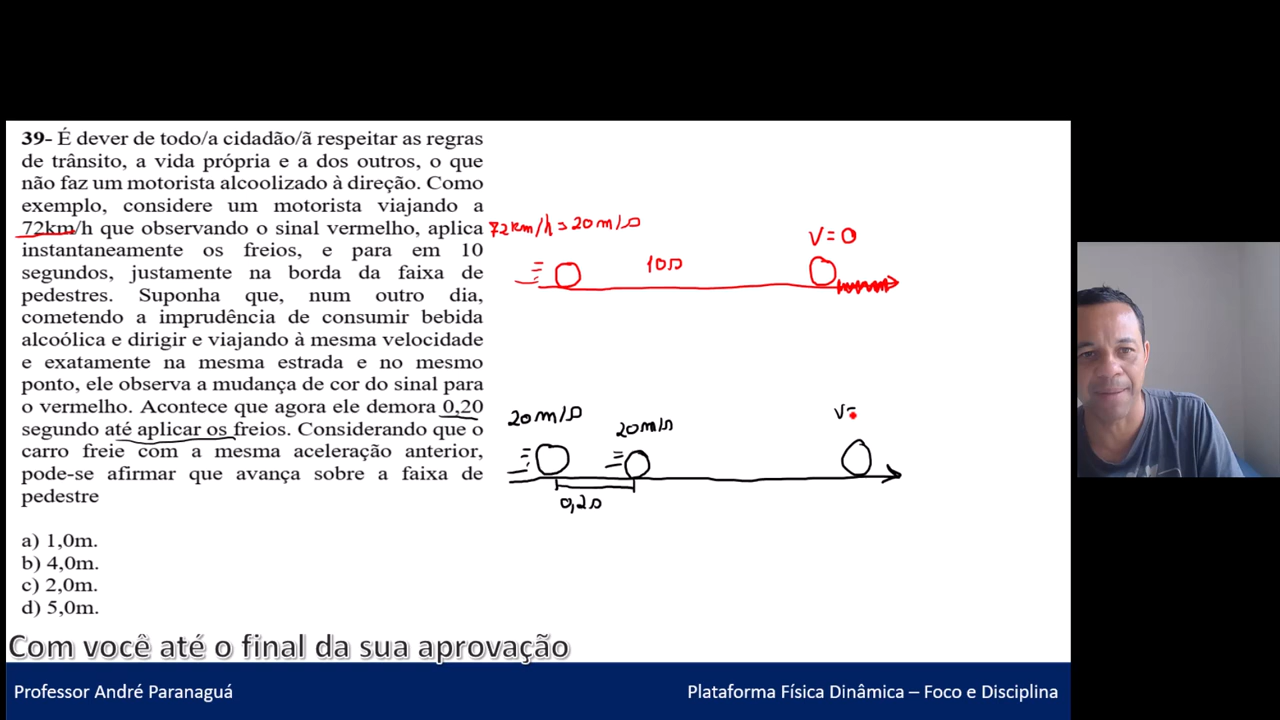 39- É dever de todo/a cidadão/ã respeitar as regras
de trânsito, a vida própria e a dos outros, o que
não faz um motorista alcoolizado à direção. Como
exemplo, considere um motorista viajando a
72km/h que observando o sinal vermelho, aplica
instantaneamente os freios, e para em 10
segundos, justamente na borda da faixa de
pedestres. Suponha que, num outro dia,
cometendo a imprudência de consumir bebida
alcoólica e dirigir e viajando à mesma velocidade
e exatamente na mesma estrada e no mesmo
ponto, ele observa a mudança de cor do sinal para
o vermelho. Acontece que agora ele demora 0,20
segundo até aplicar os freios. Considerando que o
carro freie com a mesma aceleração anterior,
pode-se afirmar que avança sobre a faixa de
pedestre
a) 1,0m.
b) 4,0m.
c) 2,0m.
d) 5,0m.
72km/h=20m/s
10s
V=0
20m/s
20m/s
V=
0,2s
Com você até o final da sua aprovação
Professor André Paranaguá
Plataforma Física Dinâmica – Foco e Disciplina